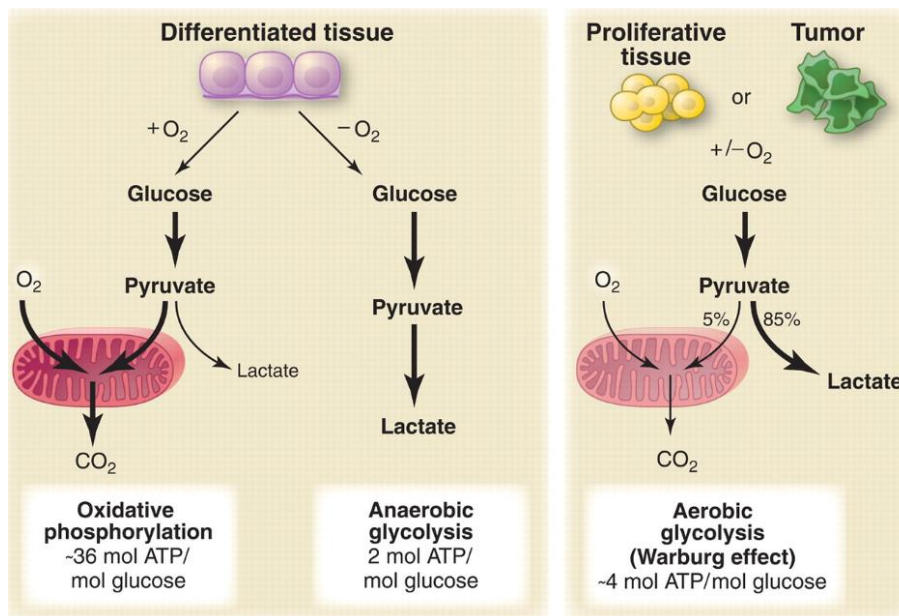 Differentiated tissue
+O₂
−O₂
Glucose
Glucose
O₂
Pyruvate
Pyruvate
Lactate
Lactate
CO₂
Oxidative
phosphorylation
~36 mol ATP/
mol glucose
Anaerobic
glycolysis
2 mol ATP/
mol glucose
Proliferative
tissue
or
Tumor
+/−O₂
Glucose
O₂
Pyruvate
5%
85%
Lactate
CO₂
Aerobic
glycolysis
(Warburg effect)
~4 mol ATP/mol glucose